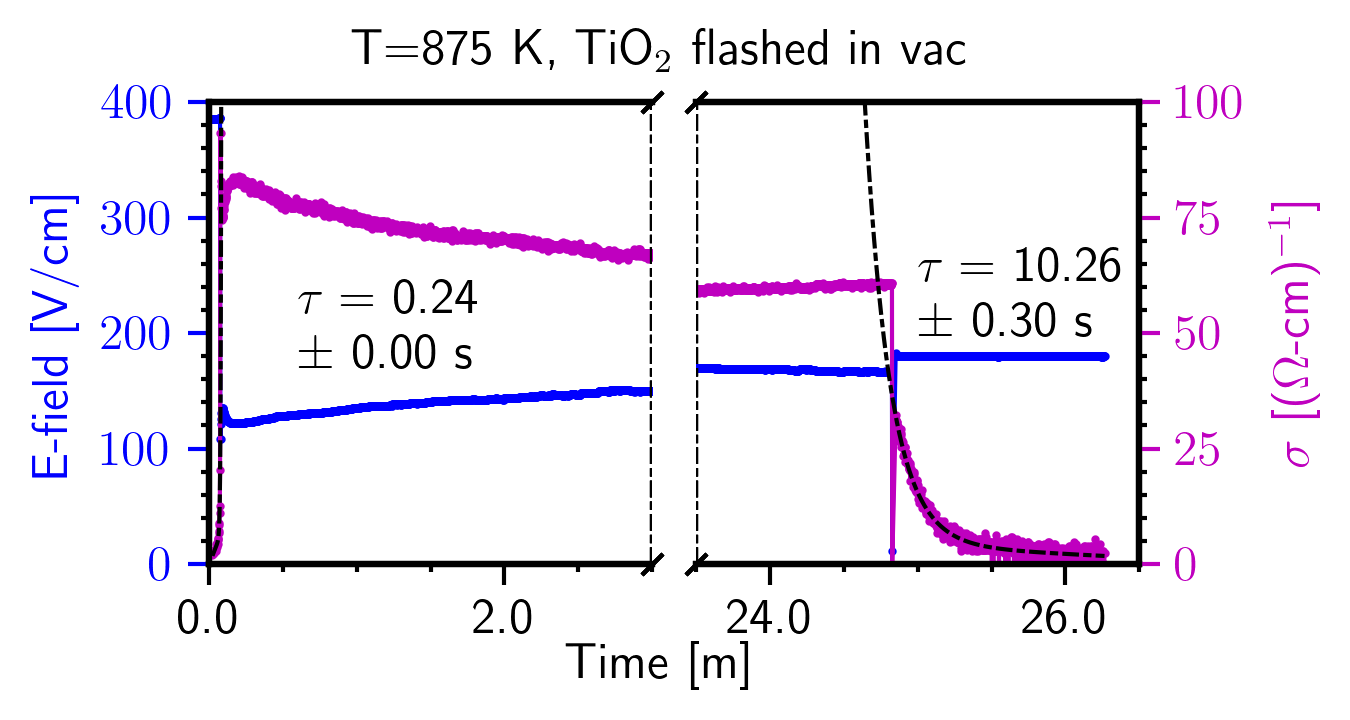 T=875 K, TiO₂ flashed in vac
E-field [V/cm]
400
300
200
100
0
τ = 0.24
± 0.00 s
τ = 10.26
± 0.30 s
100
75
50
25
0
σ [(Ω-cm)⁻¹]
0.0 2.0 24.0 26.0
Time [m]